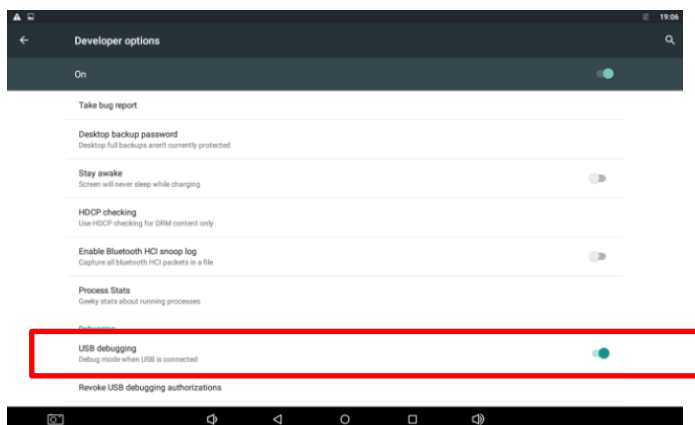 19:06
Developer options
On
Take bug report
Desktop backup password
Desktop full backups aren't currently protected
Stay awake
Screen will never sleep while charging
HDCP checking
Use HDCP checking for DRM content only
Enable Bluetooth HCI snoop log
Capture all bluetooth HCI packets in a file
Process Stats
Geeky stats about running processes
Debugging
USB debugging
Debug mode when USB is connected
Revoke USB debugging authorizations